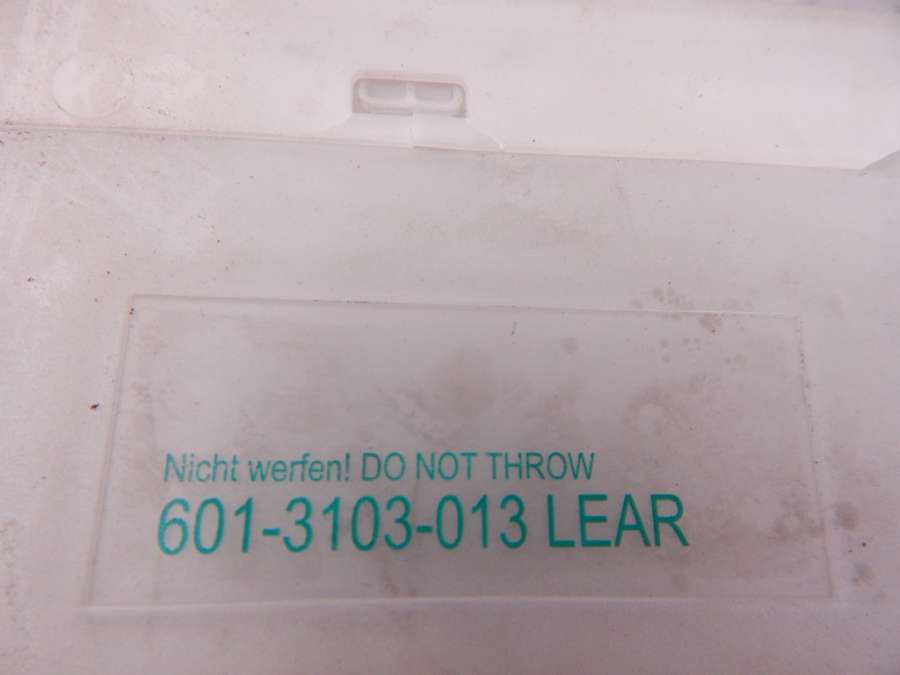 Nicht werfen! DO NOT THROW
601-3103-013 LEAR